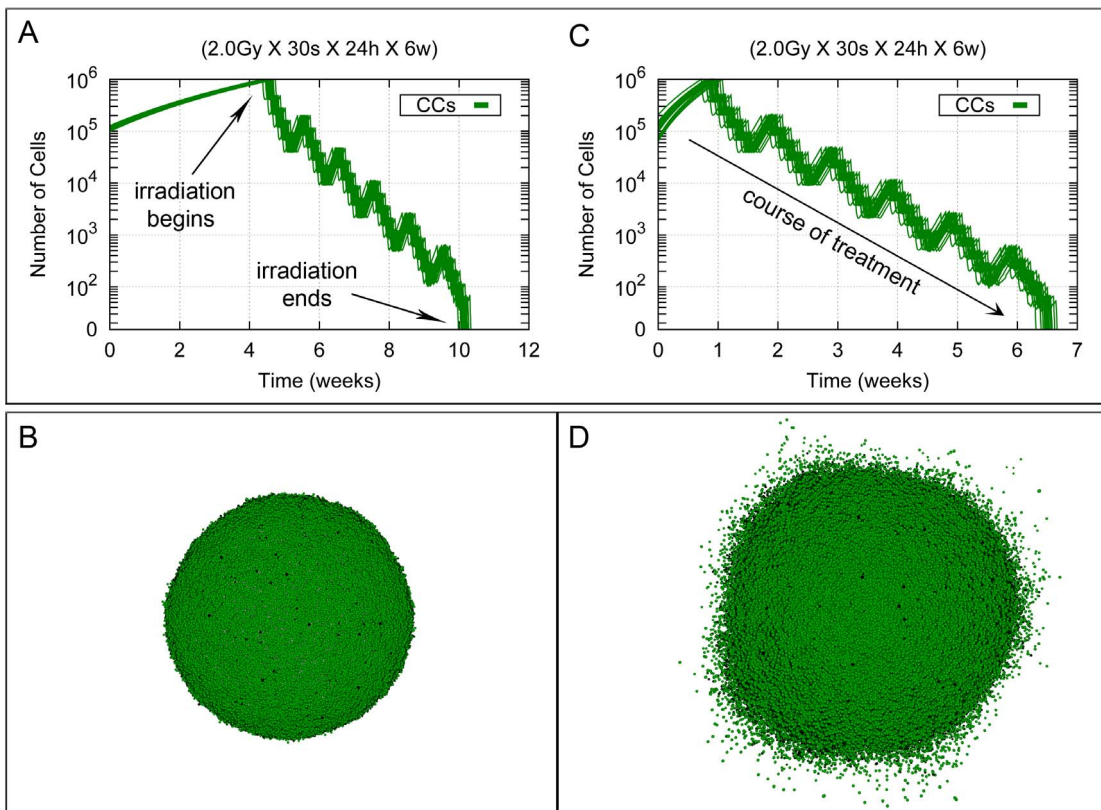 A
(2.0Gy X 30s X 24h X 6w)
10^6
10^5
10^4
10^3
10^2
0
Number of Cells
CCs
irradiation
begins
irradiation
ends
0 2 4 6 8 10 12
Time (weeks)
C
(2.0Gy X 30s X 24h X 6w)
10^6
10^5
10^4
10^3
10^2
0
Number of Cells
CCs
course of treatment
0 1 2 3 4 5 6 7
Time (weeks)
B
D